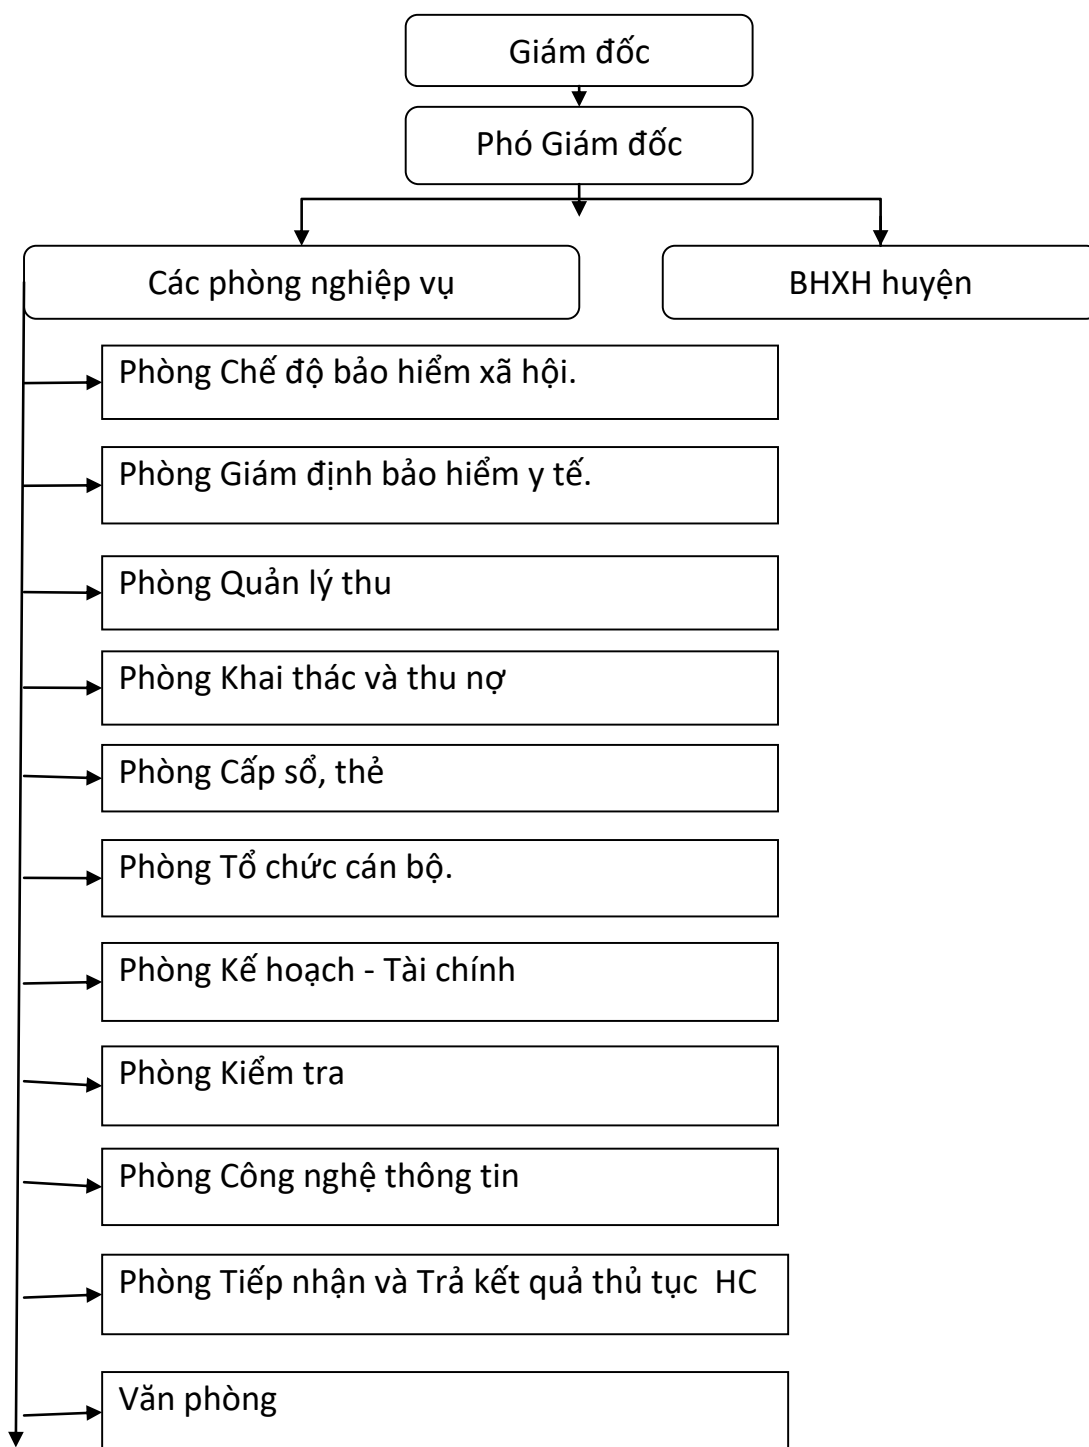 Giám đốc
Phó Giám đốc
Các phòng nghiệp vụ
BHXH huyện
Phòng Chế độ bảo hiểm xã hội.
Phòng Giám định bảo hiểm y tế.
Phòng Quản lý thu
Phòng Khai thác và thu nợ
Phòng Cấp sổ, thẻ
Phòng Tổ chức cán bộ.
Phòng Kế hoạch - Tài chính
Phòng Kiểm tra
Phòng Công nghệ thông tin
Phòng Tiếp nhận và Trả kết quả thủ tục  HC
Văn phòng